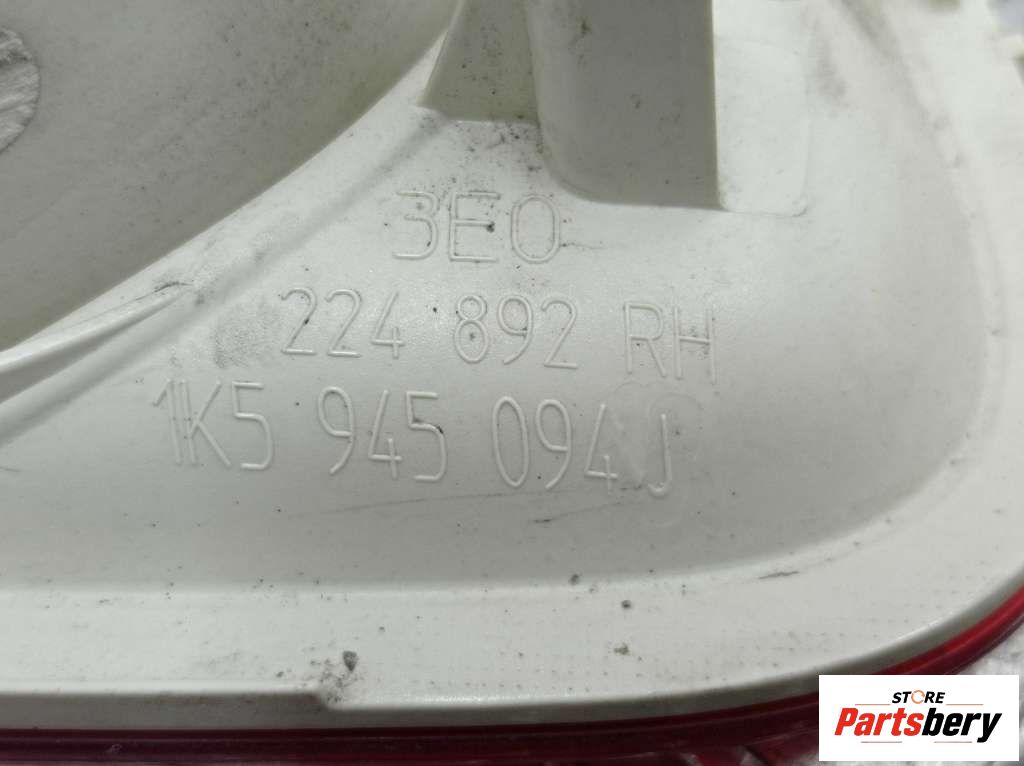 3E0
224 892 RH
1K5 945 094 J
STORE
Partsbery